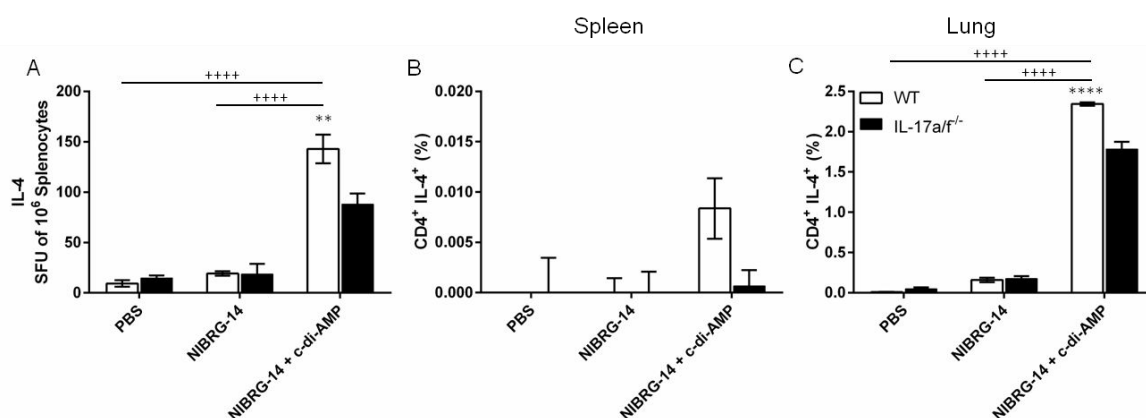 Spleen
Lung
A
++++
++++
**
200
150
100
50
0
IL-4
SFU of 10⁶ Splenocytes
PBS
NIBRG-14
NIBRG-14 + c-di-AMP
B
0.020
0.015
0.010
0.005
0.000
CD4⁺ IL-4⁺ (%)
PBS
NIBRG-14
NIBRG-14 + c-di-AMP
C
++++
++++
****
WT
IL-17a/f⁻/⁻
2.5
2.0
1.5
1.0
0.5
0.0
CD4⁺ IL-4⁺ (%)
PBS
NIBRG-14
NIBRG-14 + c-di-AMP